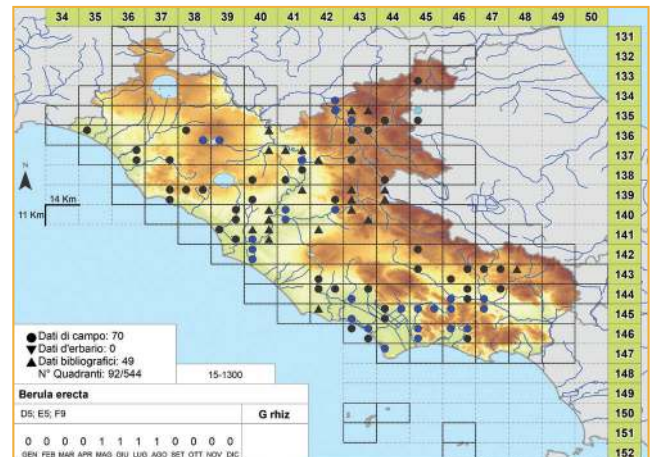 34 35 36 37 38 39 40 41 42 43 44 45 46 47 48 49 50
131
132
133
134
135
136
137
138
139
140
141
142
143
144
145
146
147
148
149
150
151
152
N
14 Km
11 Km
Dati di campo: 70
Dati d'erbario: 0
Dati bibliografici: 49
N° Quadranti: 92/544
15-1300
Berula erecta
D5; E5; F9 G rhiz
0 0 0 0 1 1 1 1 0 0 0 0
GEN FEB MAR APR MAG GIU LUG AGO SET OTT NOV DIC